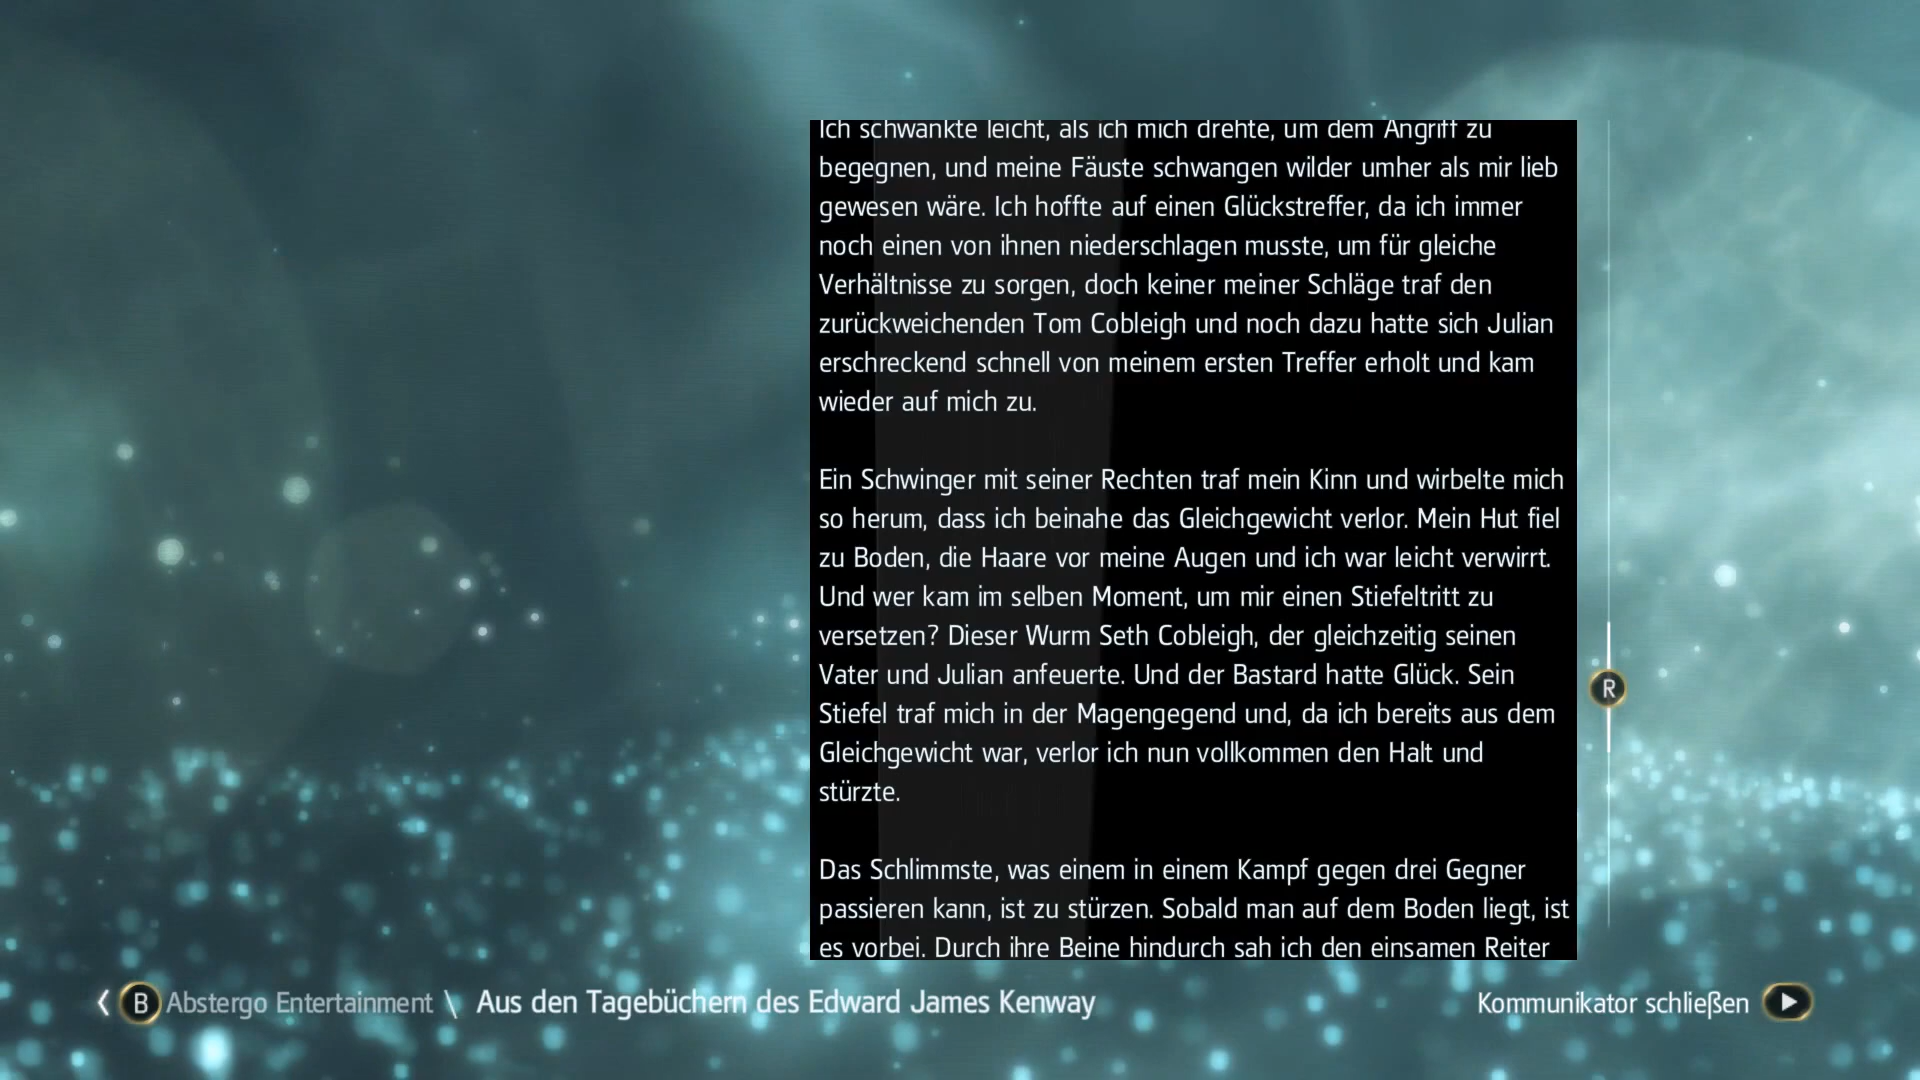 Ich schwankte leicht, als ich mich drehte, um dem Angriff zu
begegnen, und meine Fäuste schwangen wilder umher als mir lieb
gewesen wäre. Ich hoffte auf einen Glückstreffer, da ich immer
noch einen von ihnen niederschlagen musste, um für gleiche
Verhältnisse zu sorgen, doch keiner meiner Schläge traf den
zurückweichenden Tom Cobleigh und noch dazu hatte sich Julian
erschreckend schnell von meinem ersten Treffer erholt und kam
wieder auf mich zu.
Ein Schwinger mit seiner Rechten traf mein Kinn und wirbelte mich
so herum, dass ich beinahe das Gleichgewicht verlor. Mein Hut fiel
zu Boden, die Haare vor meine Augen und ich war leicht verwirrt.
Und wer kam im selben Moment, um mir einen Stiefeltritt zu
versetzen? Dieser Wurm Seth Cobleigh, der gleichzeitig seinen
Vater und Julian anfeuerte. Und der Bastard hatte Glück. Sein
Stiefel traf mich in der Magengegend und, da ich bereits aus dem
Gleichgewicht war, verlor ich nun vollkommen den Halt und
stürzte.
Das Schlimmste, was einem in einem Kampf gegen drei Gegner
passieren kann, ist zu stürzen. Sobald man auf dem Boden liegt, ist
es vorbei. Durch ihre Beine hindurch sah ich den einsamen Reiter
R
B Abstergo Entertainment \ Aus den Tagebüchern des Edward James Kenway
Kommunikator schließen